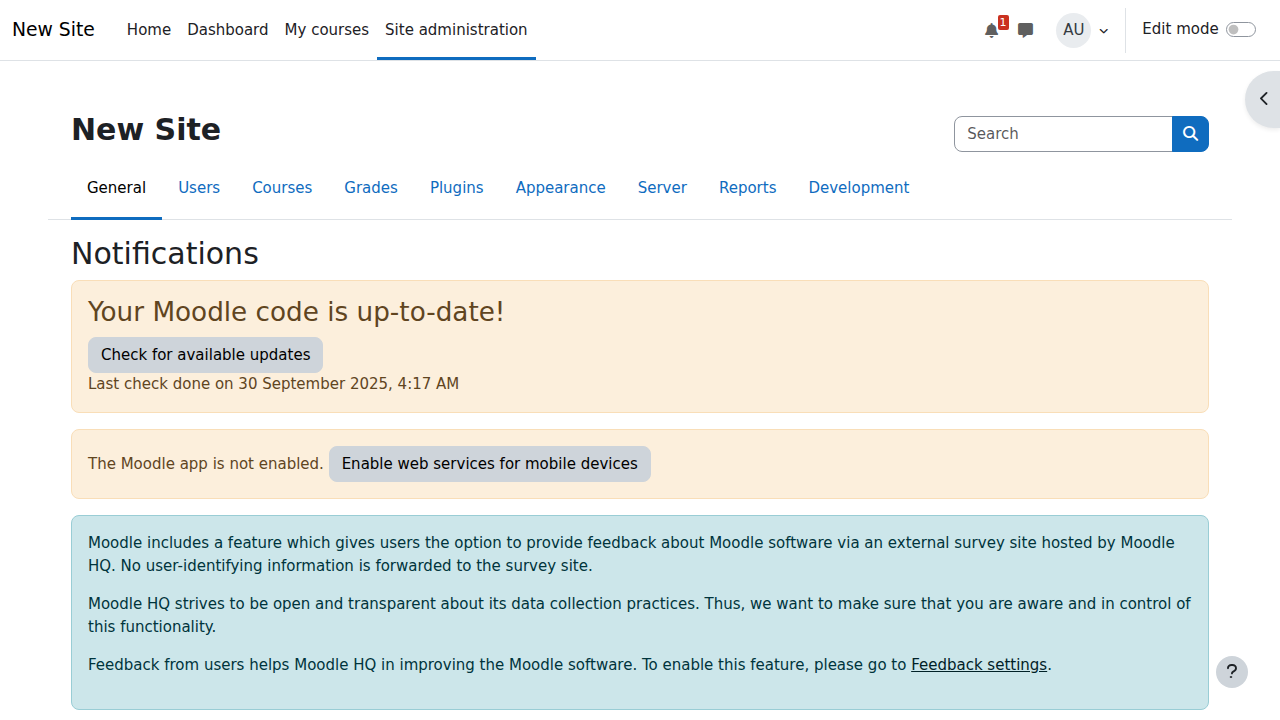 New Site
Home
Dashboard
My courses
Site administration
1
AU
Edit mode
New Site
Search
General
Users
Courses
Grades
Plugins
Appearance
Server
Reports
Development
Notifications
Your Moodle code is up-to-date!
Check for available updates
Last check done on 30 September 2025, 4:17 AM
The Moodle app is not enabled. Enable web services for mobile devices
Moodle includes a feature which gives users the option to provide feedback about Moodle software via an external survey site hosted by Moodle
HQ. No user-identifying information is forwarded to the survey site.
Moodle HQ strives to be open and transparent about its data collection practices. Thus, we want to make sure that you are aware and in control of
this functionality.
Feedback from users helps Moodle HQ in improving the Moodle software. To enable this feature, please go to Feedback settings.
?